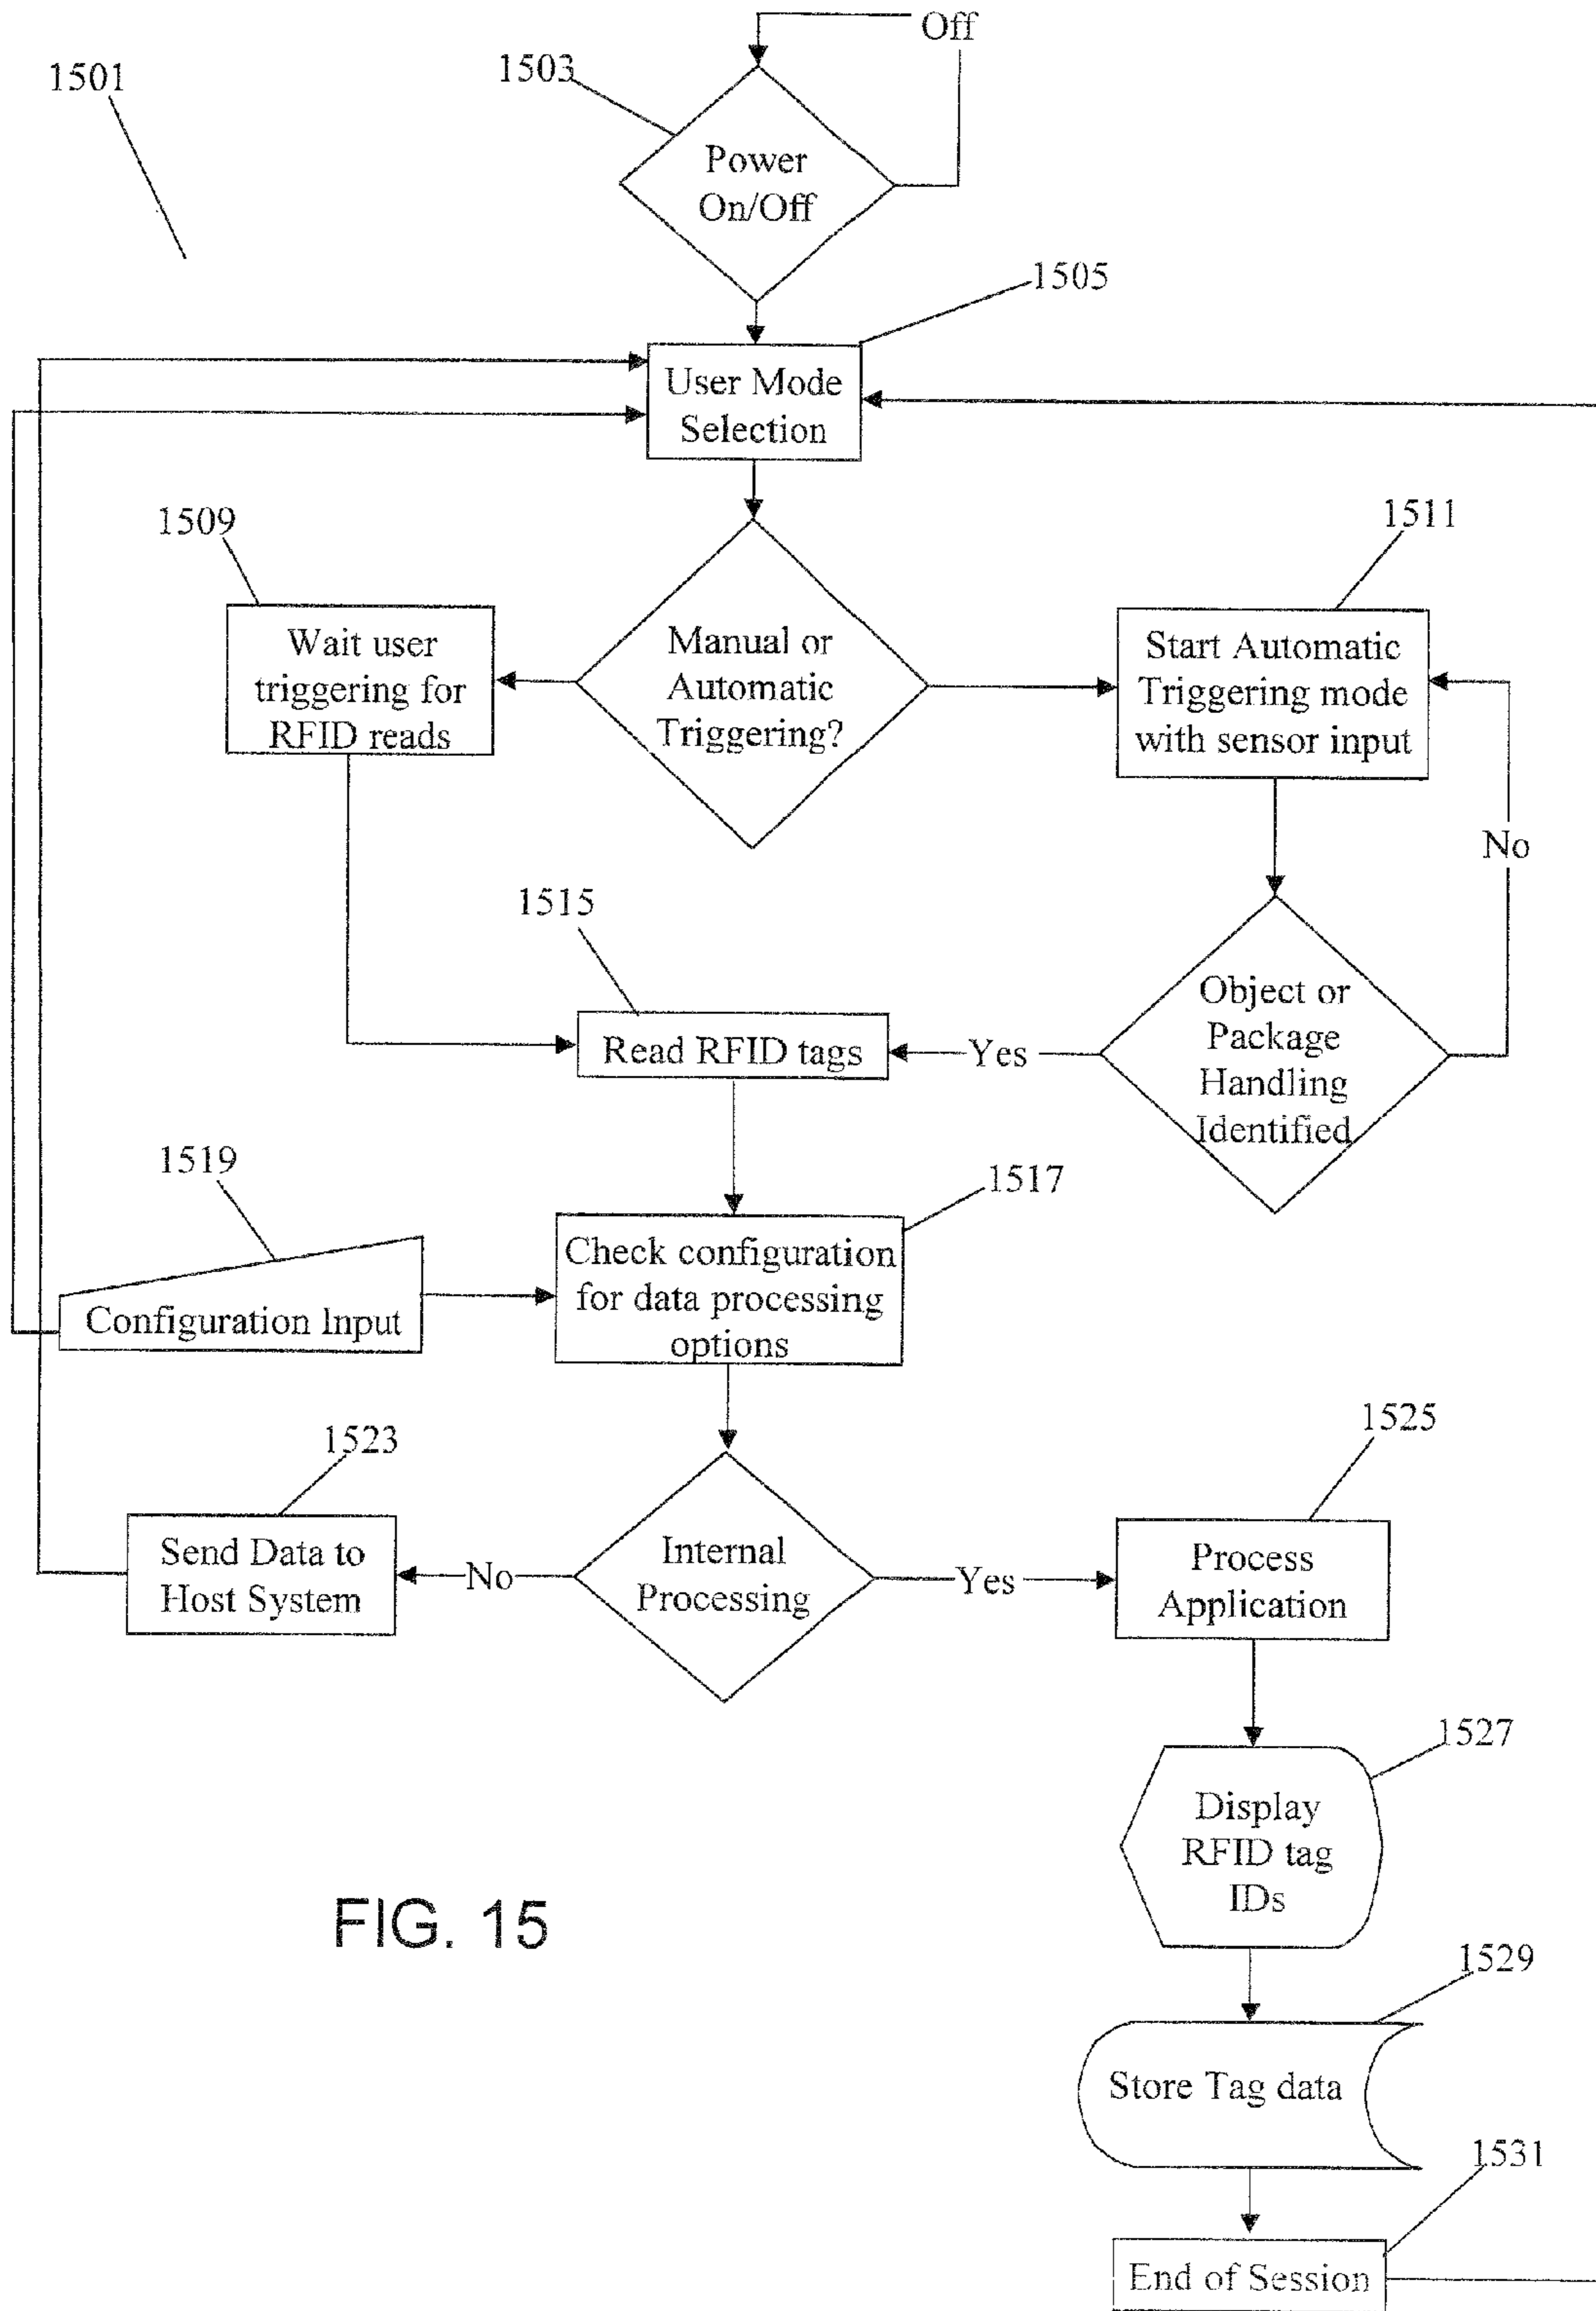 Off
1501
1503
Power
On/Off
1505
User Mode
Selection
1509
1511
Wait user
triggering for
RFID reads
Manual or
Automatic
Triggering?
Start Automatic
Triggering mode
with sensor input
No
1515
Read RFID tags
Yes
Object or
Package
Handling
Identified
1519
1517
Configuration Input
Check configuration
for data processing
options
1523
1525
Send Data to
Host System
No
Internal
Processing
Yes
Process
Application
1527
Display
RFID tag
IDs
FIG. 15
1529
Store Tag data
1531
End of Session